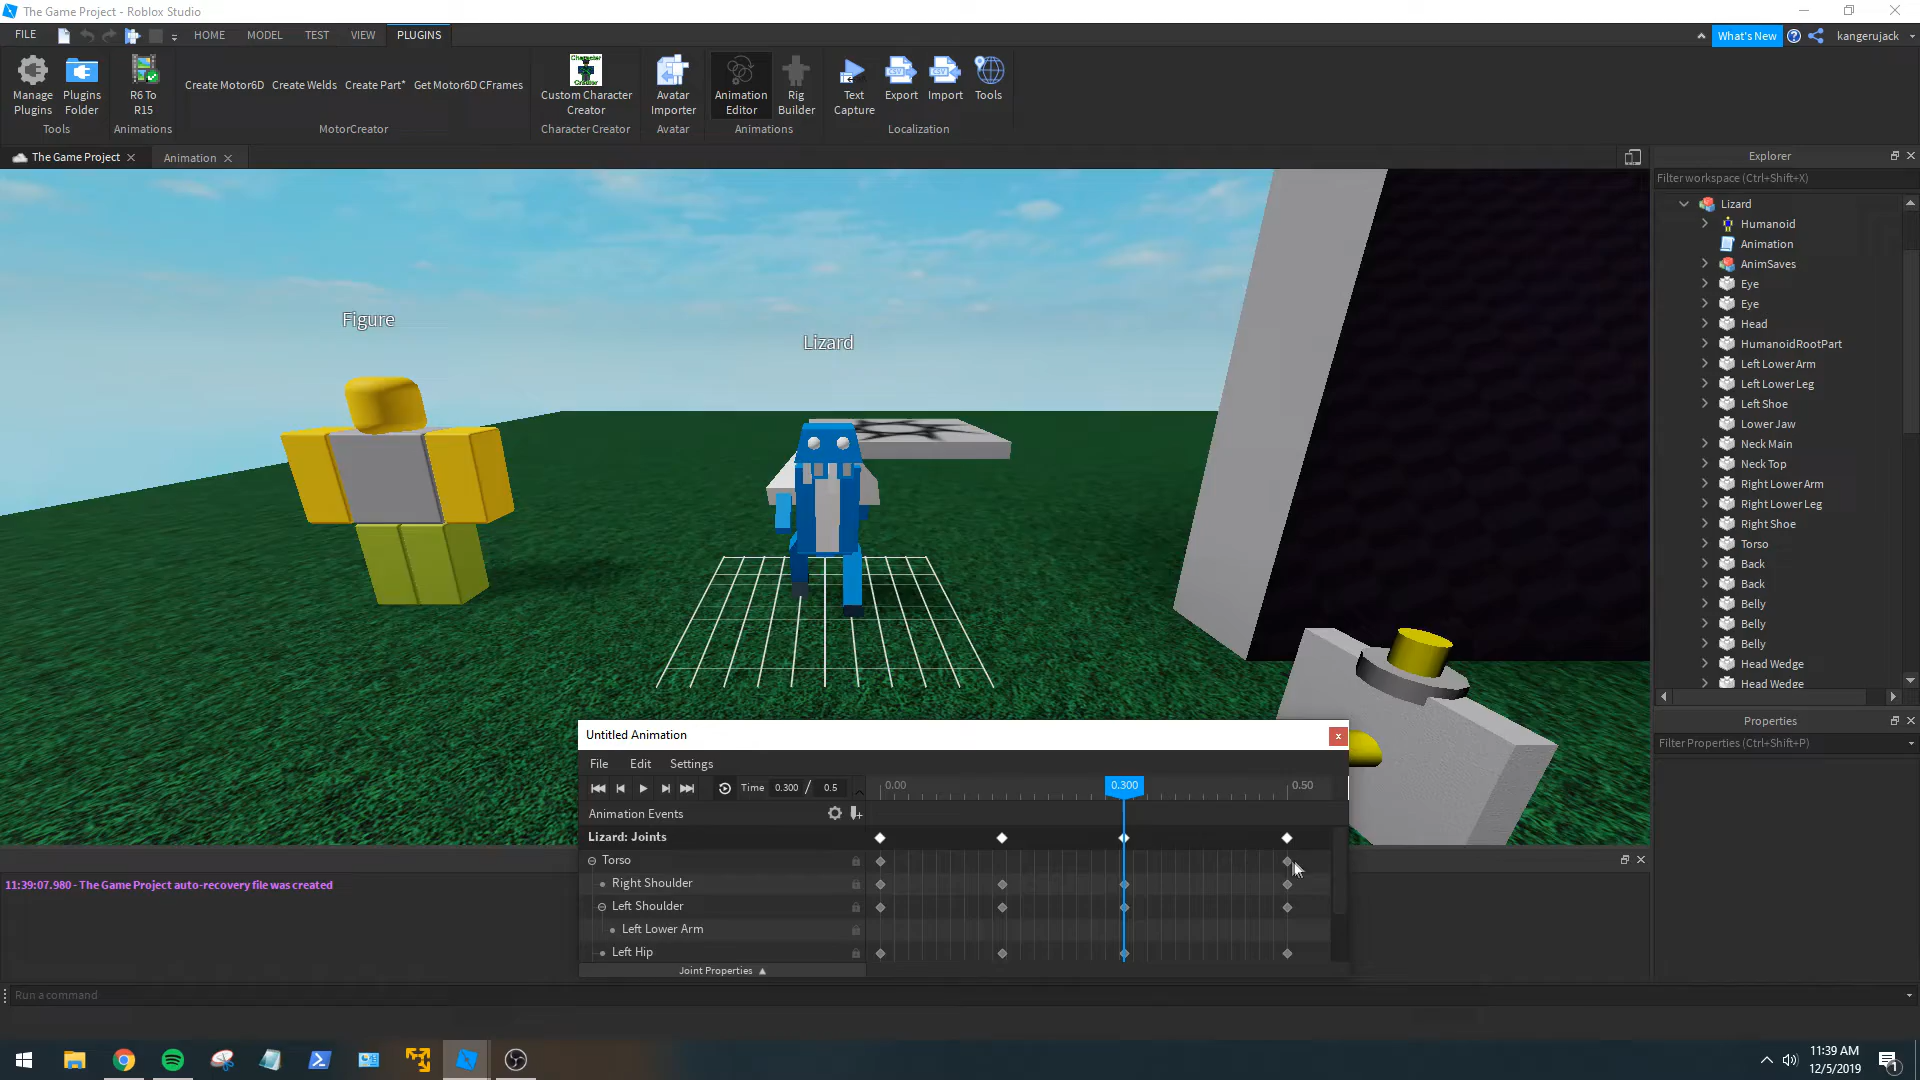 The Game Project - Roblox Studio
FILE HOME MODEL TEST VIEW PLUGINS What's New kangerujack
Manage Plugins
Plugins Folder
Tools
R6 To R15
Animations
Create Motor6D Create Welds Create Part* Get Motor6D CFrames
MotorCreator
Character Creator
Custom Character Creator
Character Creator
Avatar Importer
Avatar
Animation Editor
Rig Builder
Animations
Text Capture
CSV
Export
CSV
Import
Tools
Localization
The Game Project
Animation
Figure
Lizard
Explorer
Filter workspace (Ctrl+Shift+X)
Lizard
Humanoid
Animation
AnimSaves
Eye
Eye
Head
HumanoidRootPart
Left Lower Arm
Left Lower Leg
Left Shoe
Lower Jaw
Neck Main
Neck Top
Right Lower Arm
Right Lower Leg
Right Shoe
Torso
Back
Back
Belly
Belly
Belly
Head Wedge
Head Wedge
Properties
Filter Properties (Ctrl+Shift+P)
Untitled Animation
File Edit Settings
Time 0.300 / 0.5 0.00 0.300 0.50
Animation Events
Lizard: Joints
Torso
Right Shoulder
Left Shoulder
Left Lower Arm
Left Hip
Joint Properties
11:39:07.980 - The Game Project auto-recovery file was created
Run a command
11:39 AM
12/5/2019
1